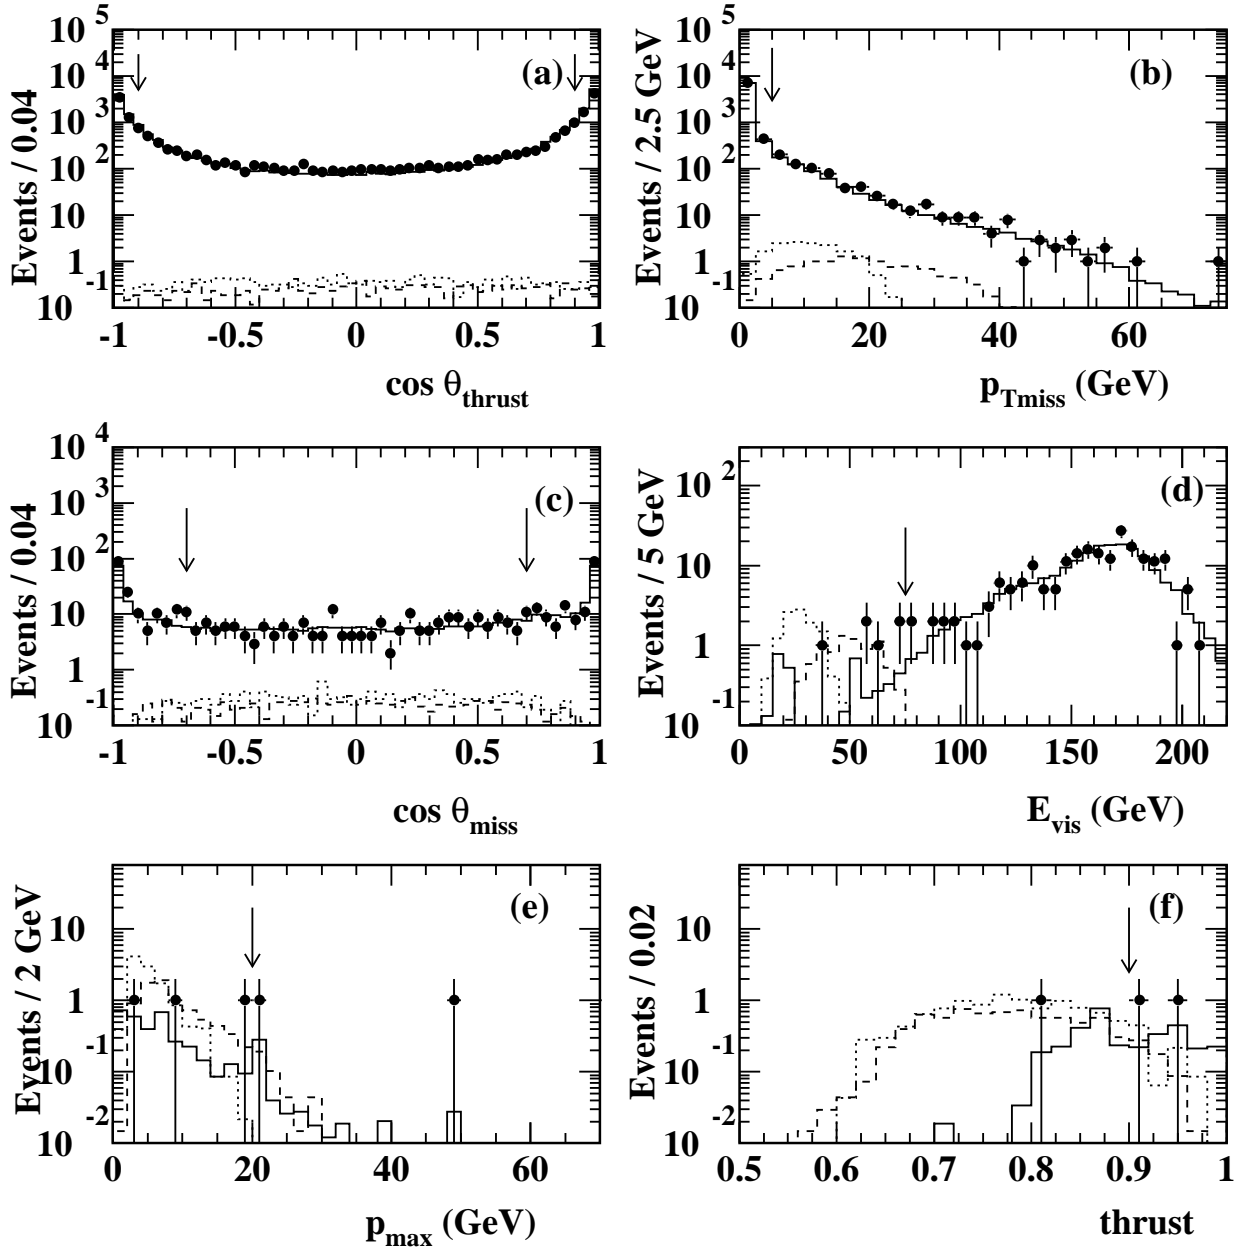 Events / 0.04
10^5
10^4
10^3
10^2
10
1
10^-1
(a)
-1 -0.5 0 0.5 1
cos θ_thrust
Events / 2.5 GeV
10^5
10^4
10^3
10^2
10
1
10^-1
(b)
0 20 40 60
p_Tmiss (GeV)
Events / 0.04
10^4
10^3
10^2
10
1
10^-1
(c)
-1 -0.5 0 0.5 1
cos θ_miss
Events / 5 GeV
10^2
10
1
10^-1
(d)
0 50 100 150 200
E_vis (GeV)
Events / 2 GeV
10
1
10^-1
10^-2
(e)
0 20 40 60
p_max (GeV)
Events / 0.02
10
1
10^-1
10^-2
(f)
0.5 0.6 0.7 0.8 0.9 1
thrust